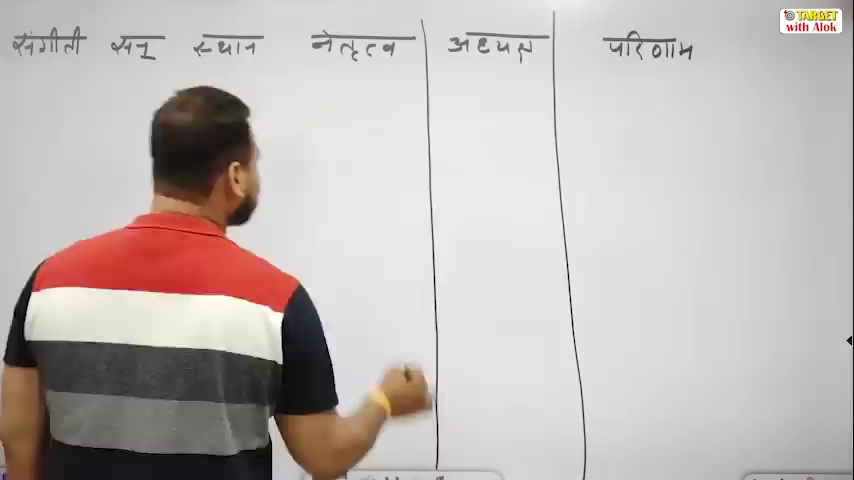 TARGET
with Alok
संगीती सन् स्थान नेतृत्व अध्यक्ष परिणाम